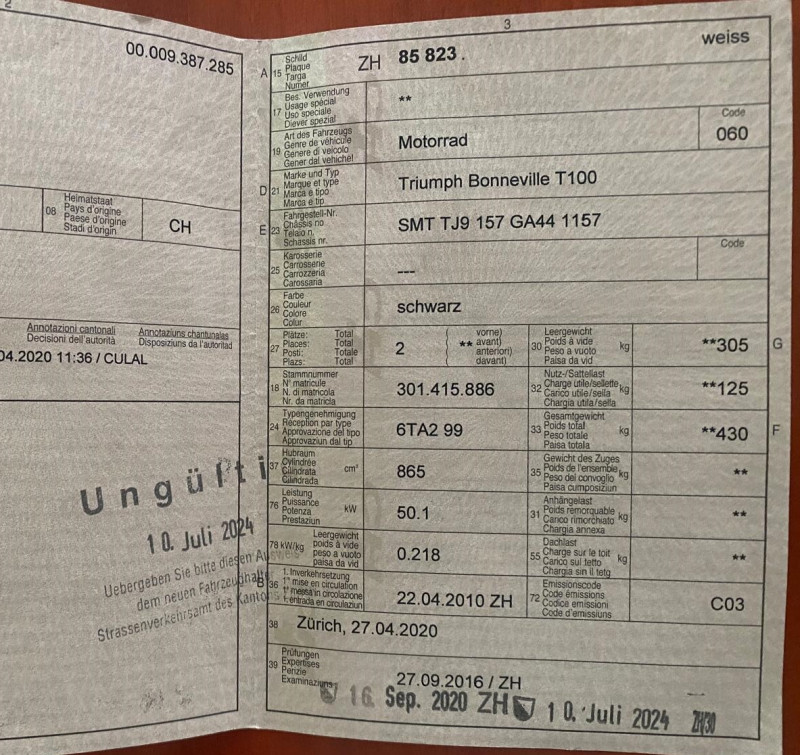 2
00.009.387.285
08
Heimatstaat
Pays d'origine
Paese d'origine
Stadi d'origin
CH
Annotazioni cantonali
Decisioni dell'autorità
Annotaziuns chantunalas
Disposiziuns da l'autoritad
04.2020 11:36 / CULAL
Ungülti
10. Juli 2024
Uebergeben Sie bitte diesen Ausweis
dem neuen Fahrzeughalt
Strassenverkehrsamt des Kantons
3
A
15
Schild
Plaque
Targa
Numer
ZH 85 823.
weiss
17
Bes. Verwendung
Usage spécial
Uso speciale
Diever spezial
**
19
Art des Fahrzeugs
Genre de véhicule
Genere di veicolo
Gener dal vehichel
Motorrad
Code
060
D
21
Marke und Typ
Marque et type
Marca e tipo
Marca e tip
Triumph Bonneville T100
E
23
Fahrgestell-Nr.
Châssis no
Telaio n.
Schassis nr.
SMT TJ9 157 GA44 1157
25
Karosserie
Carrosserie
Carrozzeria
Carossaria
---
Code
26
Farbe
Couleur
Colore
Colur
schwarz
27
Plätze: Total
Places: Total
Posti: Totale
Plazs: Total
2
( vorne)
( ** avant)
( anteriori)
( davant)
30
Leergewicht
Poids à vide
Peso a vuoto
Paisa da vid
kg
**305
G
18
Stammnummer
N° matricule
N. di matricola
Nr. da matricla
301.415.886
32
Nutz-/Sattellast
Charge utile/sellette
Carico utile/sella
Chargia utila/sella
kg
**125
24
Typengenehmigung
Réception par type
Approvazione del tipo
Approvaziun dal tip
6TA2 99
33
Gesamtgewicht
Poids total
Peso totale
Paisa totala
kg
**430
F
37
Hubraum
Cylindrée
Cilindrata
Cilindrada
cm³
865
35
Gewicht des Zuges
Poids de l'ensemble
Peso del convoglio
Paisa cumposiziun
kg
**
76
Leistung
Puissance
Potenza
Prestaziun
kW
50.1
31
Anhängelast
Poids remorquable
Carico rimorchiato
Chargia annexa
kg
**
78 kW/kg
Leergewicht
poids à vide
peso a vuoto
paisa da vid
0.218
55
Dachlast
Charge sur le toit
Carico sul tetto
Chargia sin il tetg
kg
**
B
36
1. Inverkehrsetzung
1re mise en circulation
1a messa in circolazione
1. entrada en circulaziun
22.04.2010 ZH
72
Emissionscode
Code émissions
Codice emissioni
Code d'emissiuns
C03
38
Zürich, 27.04.2020
39
Prüfungen
Expertises
Perizie
Examinaziuns
27.09.2016 / ZH
16. Sep. 2020 ZH
10. Juli 2024
ZH30